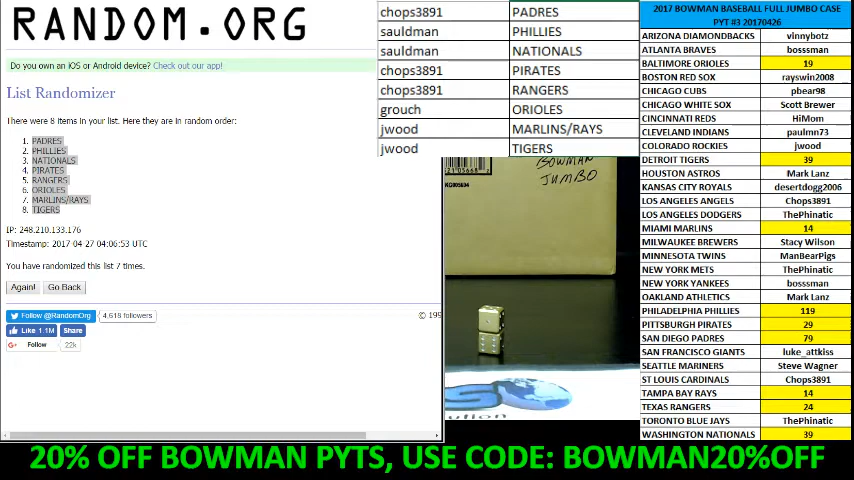 RANDOM.ORG
Do you own an iOS or Android device? Check out our app!
List Randomizer
There were 8 items in your list. Here they are in random order:
1. PADRES
2. PHILLIES
3. NATIONALS
4. PIRATES
5. RANGERS
6. ORIOLES
7. MARLINS/RAYS
8. TIGERS
IP: 248.210.133.176
Timestamp: 2017-04-27 04:06:53 UTC
You have randomized this list 7 times.
Again! Go Back
Follow @RandomOrg 4,618 followers
Like 1.1M Share
Follow 22k
© 199
chops3891 PADRES
sauldman PHILLIES
sauldman NATIONALS
chops3891 PIRATES
chops3891 RANGERS
grouch ORIOLES
jwood MARLINS/RAYS
jwood TIGERS
BOWMAN
JUMBO
2017 BOWMAN BASEBALL FULL JUMBO CASE
PYT #3 20170426
ARIZONA DIAMONDBACKS vinnybotz
ATLANTA BRAVES bosssman
BALTIMORE ORIOLES 19
BOSTON RED SOX rayswin2008
CHICAGO CUBS pbear98
CHICAGO WHITE SOX Scott Brewer
CINCINNATI REDS HiMom
CLEVELAND INDIANS paulmn73
COLORADO ROCKIES jwood
DETROIT TIGERS 39
HOUSTON ASTROS Mark Lanz
KANSAS CITY ROYALS desertdogg2006
LOS ANGELES ANGELS Chops3891
LOS ANGELES DODGERS ThePhinatic
MIAMI MARLINS 14
MILWAUKEE BREWERS Stacy Wilson
MINNESOTA TWINS ManBearPigs
NEW YORK METS ThePhinatic
NEW YORK YANKEES bosssman
OAKLAND ATHLETICS Mark Lanz
PHILADELPHIA PHILLIES 119
PITTSBURGH PIRATES 29
SAN DIEGO PADRES 79
SAN FRANCISCO GIANTS luke_attkiss
SEATTLE MARINERS Steve Wagner
ST LOUIS CARDINALS Chops3891
TAMPA BAY RAYS 14
TEXAS RANGERS 24
TORONTO BLUE JAYS ThePhinatic
WASHINGTON NATIONALS 39
20% OFF BOWMAN PYTS, USE CODE: BOWMAN20%OFF